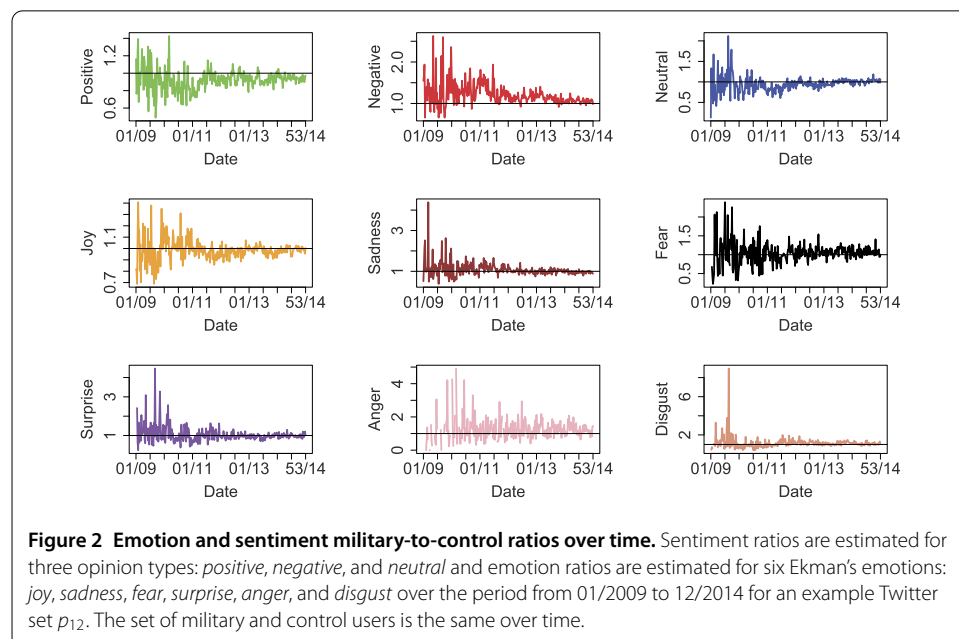 Positive
0.6
1.2
01/09
01/11
01/13
53/14
Date
Negative
1.0
2.0
01/09
01/11
01/13
53/14
Date
Neutral
0.5
1.5
01/09
01/11
01/13
53/14
Date
Joy
0.7
1.1
01/09
01/11
01/13
53/14
Date
Sadness
1
3
01/09
01/11
01/13
53/14
Date
Fear
0.5
1.5
01/09
01/11
01/13
53/14
Date
Surprise
1
3
01/09
01/11
01/13
53/14
Date
Anger
0
2
4
01/09
01/11
01/13
53/14
Date
Disgust
2
6
01/09
01/11
01/13
53/14
Date
Figure 2 Emotion and sentiment military-to-control ratios over time. Sentiment ratios are estimated for
three opinion types: positive, negative, and neutral and emotion ratios are estimated for six Ekman's emotions:
joy, sadness, fear, surprise, anger, and disgust over the period from 01/2009 to 12/2014 for an example Twitter
set p12. The set of military and control users is the same over time.